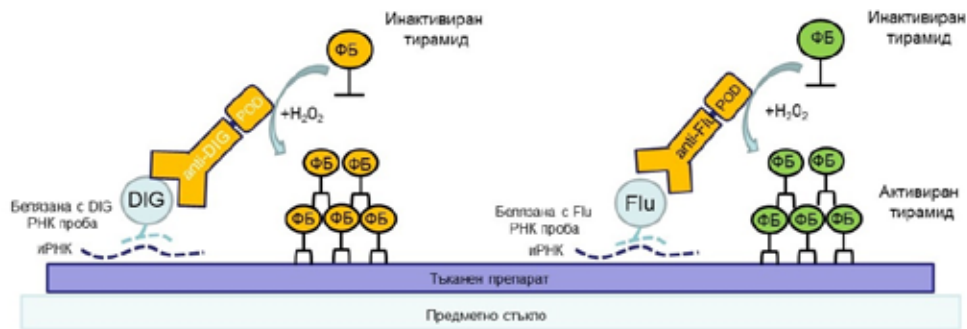 Инактивиран
тирамид
ФБ
POD
+H₂O₂
anti-DIG
ФБ ФБ
DIG
Белязана с DIG
РНК проба
ФБ ФБ ФБ
иРНК
Инактивиран
тирамид
ФБ
POD
+H₂O₂
anti-Flu
ФБ ФБ
Flu
Активиран
тирамид
Белязана с Flu
РНК проба
ФБ ФБ ФБ
иРНК
Тъканен препарат
Предметно стъкло